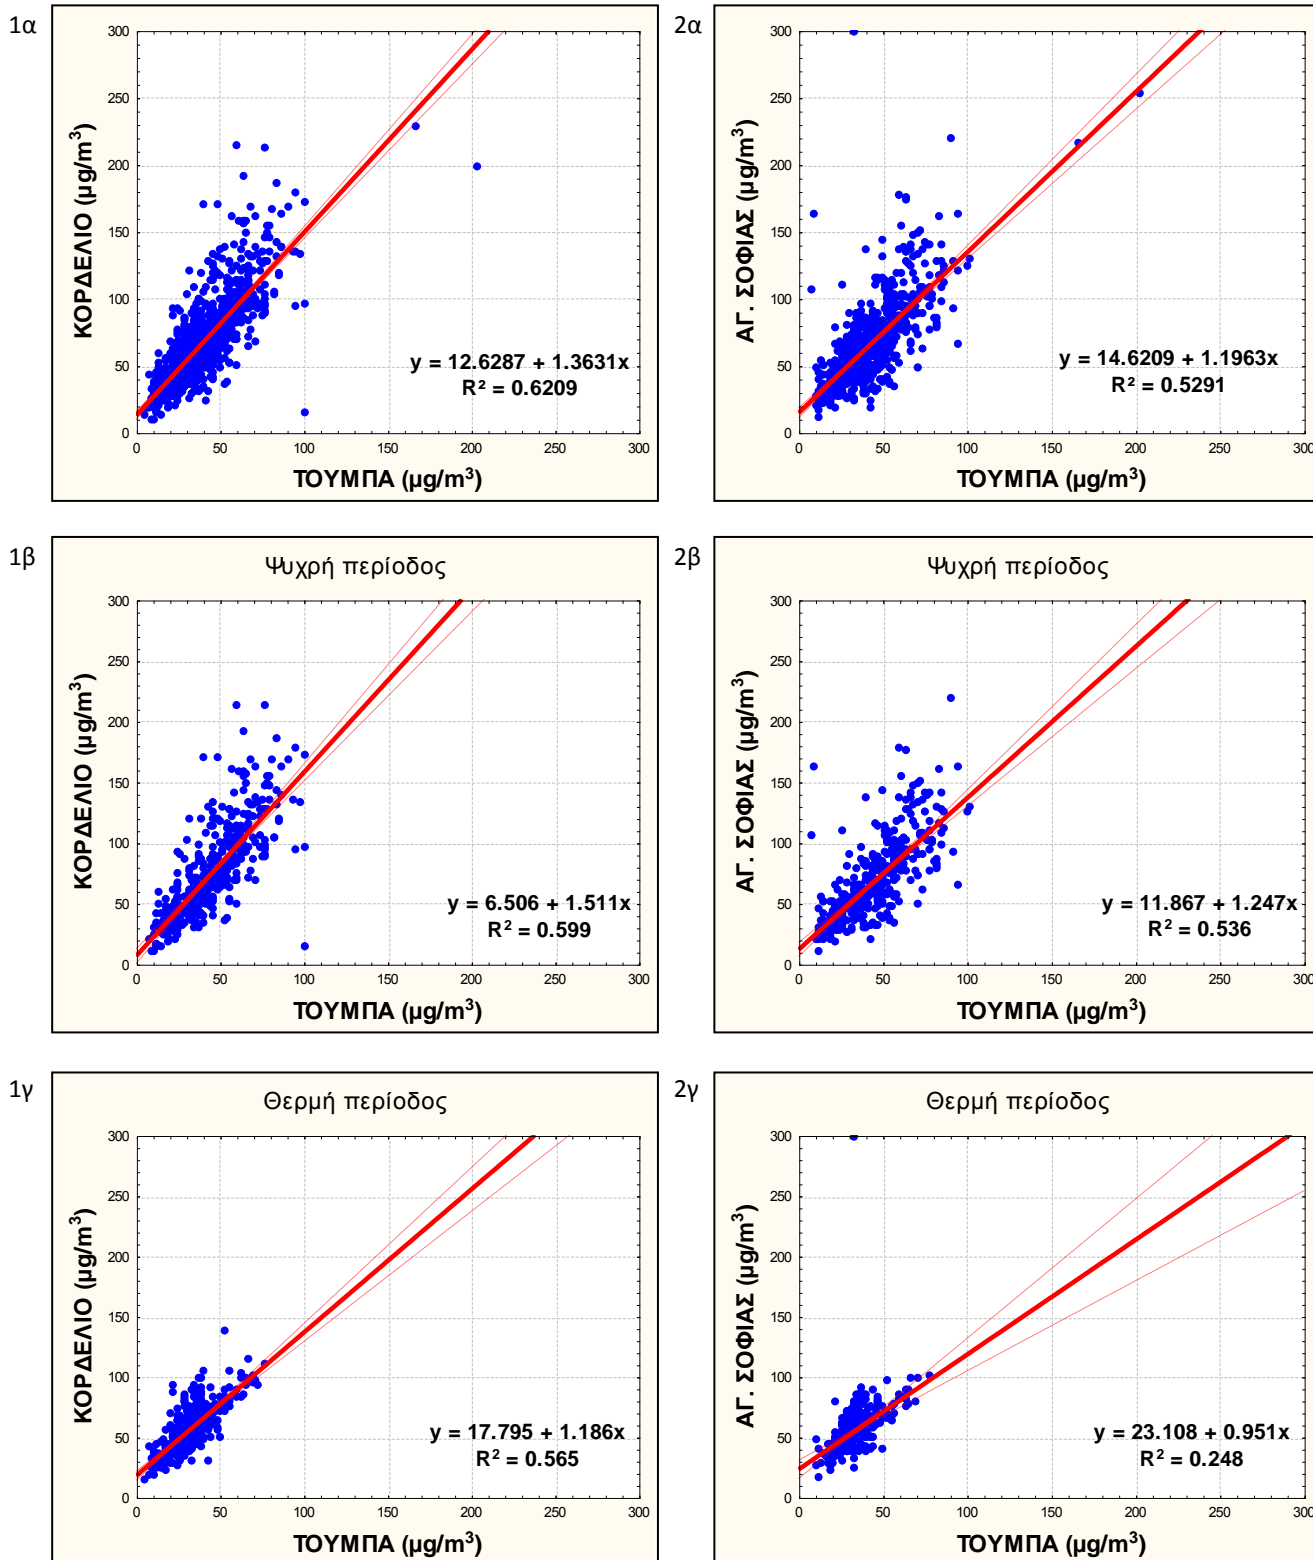 1α
300
250
200
150
100
50
0
ΚΟΡΔΕΛΙΟ (μg/m³)
y = 12.6287 + 1.3631x
R² = 0.6209
0 50 100 150 200 250 300
ΤΟΥΜΠΑ (μg/m³)
2α
300
250
200
150
100
50
0
ΑΓ. ΣΟΦΙΑΣ (μg/m³)
y = 14.6209 + 1.1963x
R² = 0.5291
0 50 100 150 200 250 300
ΤΟΥΜΠΑ (μg/m³)
1β
Ψυχρή περίοδος
300
250
200
150
100
50
0
ΚΟΡΔΕΛΙΟ (μg/m³)
y = 6.506 + 1.511x
R² = 0.599
0 50 100 150 200 250 300
ΤΟΥΜΠΑ (μg/m³)
2β
Ψυχρή περίοδος
300
250
200
150
100
50
0
ΑΓ. ΣΟΦΙΑΣ (μg/m³)
y = 11.867 + 1.247x
R² = 0.536
0 50 100 150 200 250 300
ΤΟΥΜΠΑ (μg/m³)
1γ
Θερμή περίοδος
300
250
200
150
100
50
0
ΚΟΡΔΕΛΙΟ (μg/m³)
y = 17.795 + 1.186x
R² = 0.565
0 50 100 150 200 250 300
ΤΟΥΜΠΑ (μg/m³)
2γ
Θερμή περίοδος
300
250
200
150
100
50
0
ΑΓ. ΣΟΦΙΑΣ (μg/m³)
y = 23.108 + 0.951x
R² = 0.248
0 50 100 150 200 250 300
ΤΟΥΜΠΑ (μg/m³)